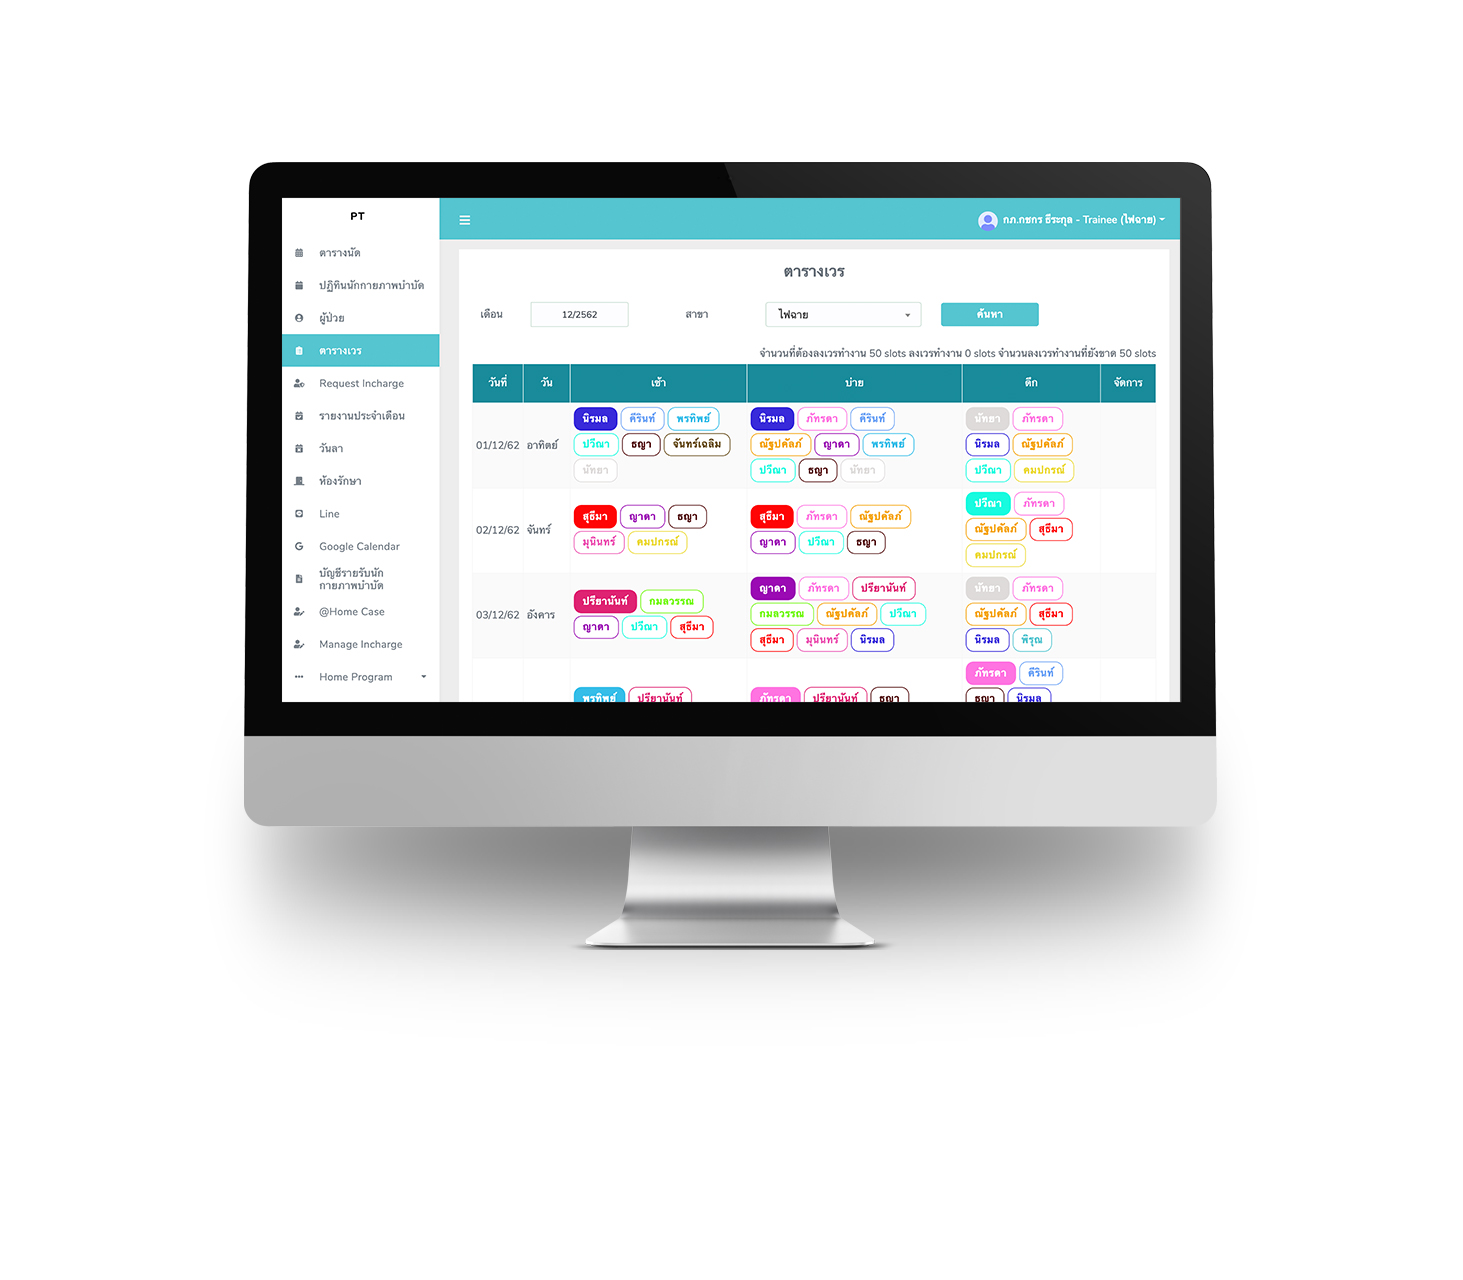 PT
ตารางนัด
ปฏิทินนักกายภาพบำบัด
ผู้ป่วย
ตารางเวร
Request Incharge
รายงานประจำเดือน
วันลา
ห้องรักษา
Line
Google Calendar
บัญชีรายรับนัก
กายภาพบำบัด
@Home Case
Manage Incharge
Home Program
กภ.กชกร ธีระกุล - Trainee (ไฟฉาย)
ตารางเวร
เดือน 12/2562 สาขา ไฟฉาย ค้นหา
จำนวนที่ต้องลงเวรทำงาน 50 slots ลงเวรทำงาน 0 slots จำนวนลงเวรทำงานที่ยังขาด 50 slots
วันที่ วัน เช้า บ่าย ดึก จัดการ
01/12/62 อาทิตย์
นิรมล คีรินท์ พรทิพย์
ปวีณา ธญา จันทร์เฉลิม
นัทยา
นิรมล ภัทรดา คีรินท์
ณัฐปคัลภ์ ญาดา พรทิพย์
ปวีณา ธญา นัทยา
นัทยา ภัทรดา
นิรมล ณัฐปคัลภ์
ปวีณา คมปกรณ์
02/12/62 จันทร์
สุธีมา ญาดา ธญา
มุนินทร์ คมปกรณ์
สุธีมา ภัทรดา ณัฐปคัลภ์
ญาดา ปวีณา ธญา
ปวีณา ภัทรดา
ณัฐปคัลภ์ สุธีมา
คมปกรณ์
03/12/62 อังคาร
ปรียานันท์ กมลวรรณ
ญาดา ปวีณา สุธีมา
ญาดา ภัทรดา ปรียานันท์
กมลวรรณ ณัฐปคัลภ์ ปวีณา
สุธีมา มุนินทร์ นิรมล
นัทยา ภัทรดา
ณัฐปคัลภ์ สุธีมา
นิรมล พิรุณ
พรทิพย์ ปรียานันท์
ภัทรดา ปรียานันท์ ธญา
ภัทรดา คีรินท์
ธญา นิรมล